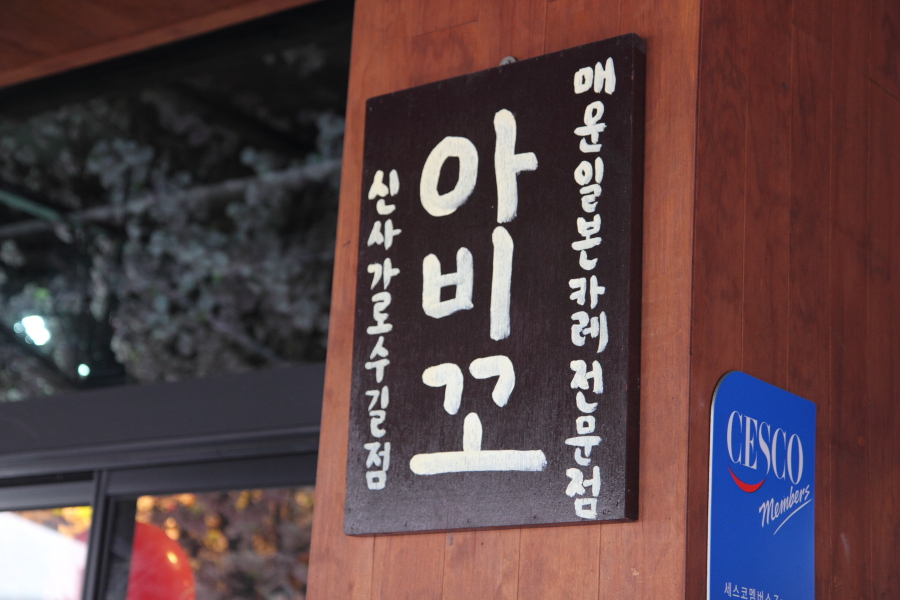 매운일본카레전문점
아비꼬
신사가로수길점
CESCO
Members